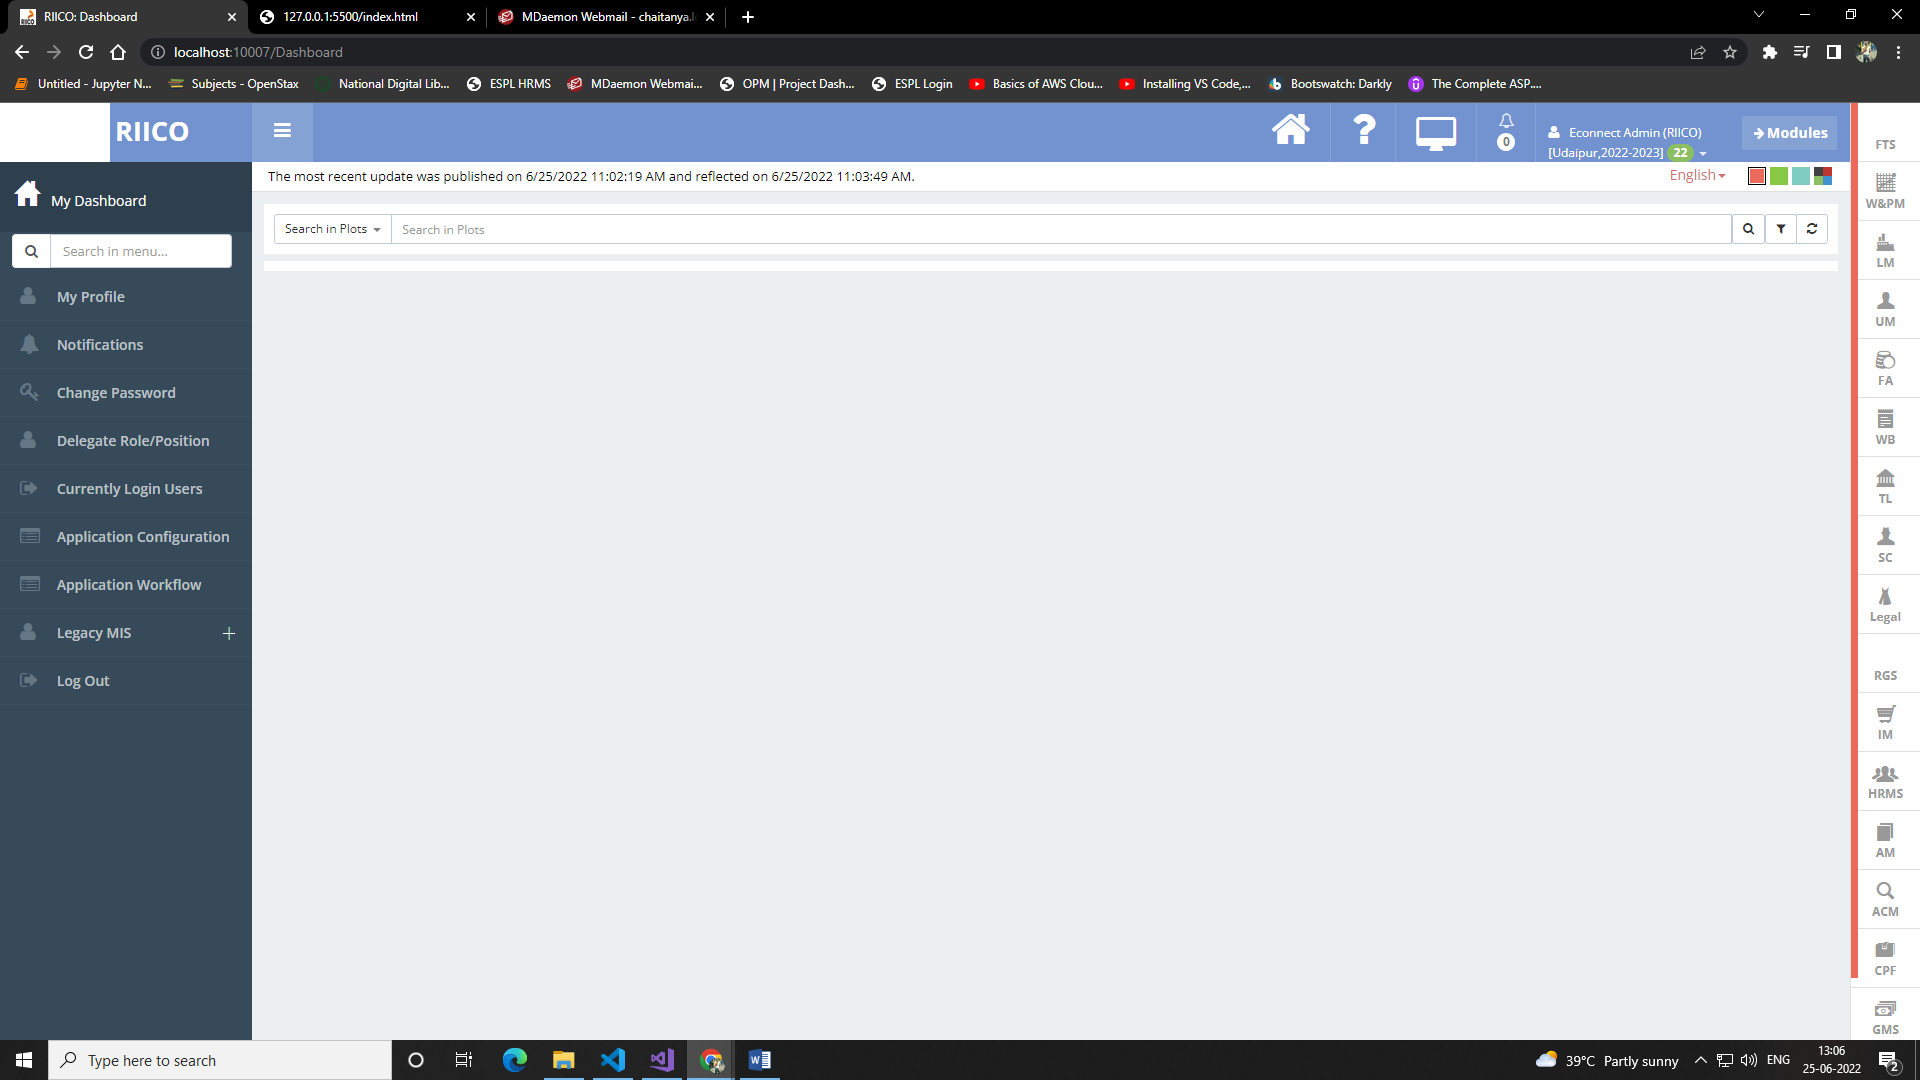 RIICO: Dashboard
127.0.0.1:5500/index.html
MDaemon Webmail - chaitanya.l
localhost:10007/Dashboard
Untitled - Jupyter N...
Subjects - OpenStax
National Digital Lib...
ESPL HRMS
MDaemon Webmai...
OPM | Project Dash...
ESPL Login
Basics of AWS Clou...
Installing VS Code,...
Bootswatch: Darkly
The Complete ASP....
RIICO
0
Econnect Admin (RIICO)
[Udaipur,2022-2023] 22
Modules
The most recent update was published on 6/25/2022 11:02:19 AM and reflected on 6/25/2022 11:03:49 AM.
English
My Dashboard
Search in menu...
My Profile
Notifications
Change Password
Delegate Role/Position
Currently Login Users
Application Configuration
Application Workflow
Legacy MIS
Log Out
Search in Plots
Search in Plots
FTS
W&PM
LM
UM
FA
WB
TL
SC
Legal
RGS
IM
HRMS
AM
ACM
CPF
GMS
Type here to search
39°C Partly sunny
ENG
13:06
25-06-2022
2